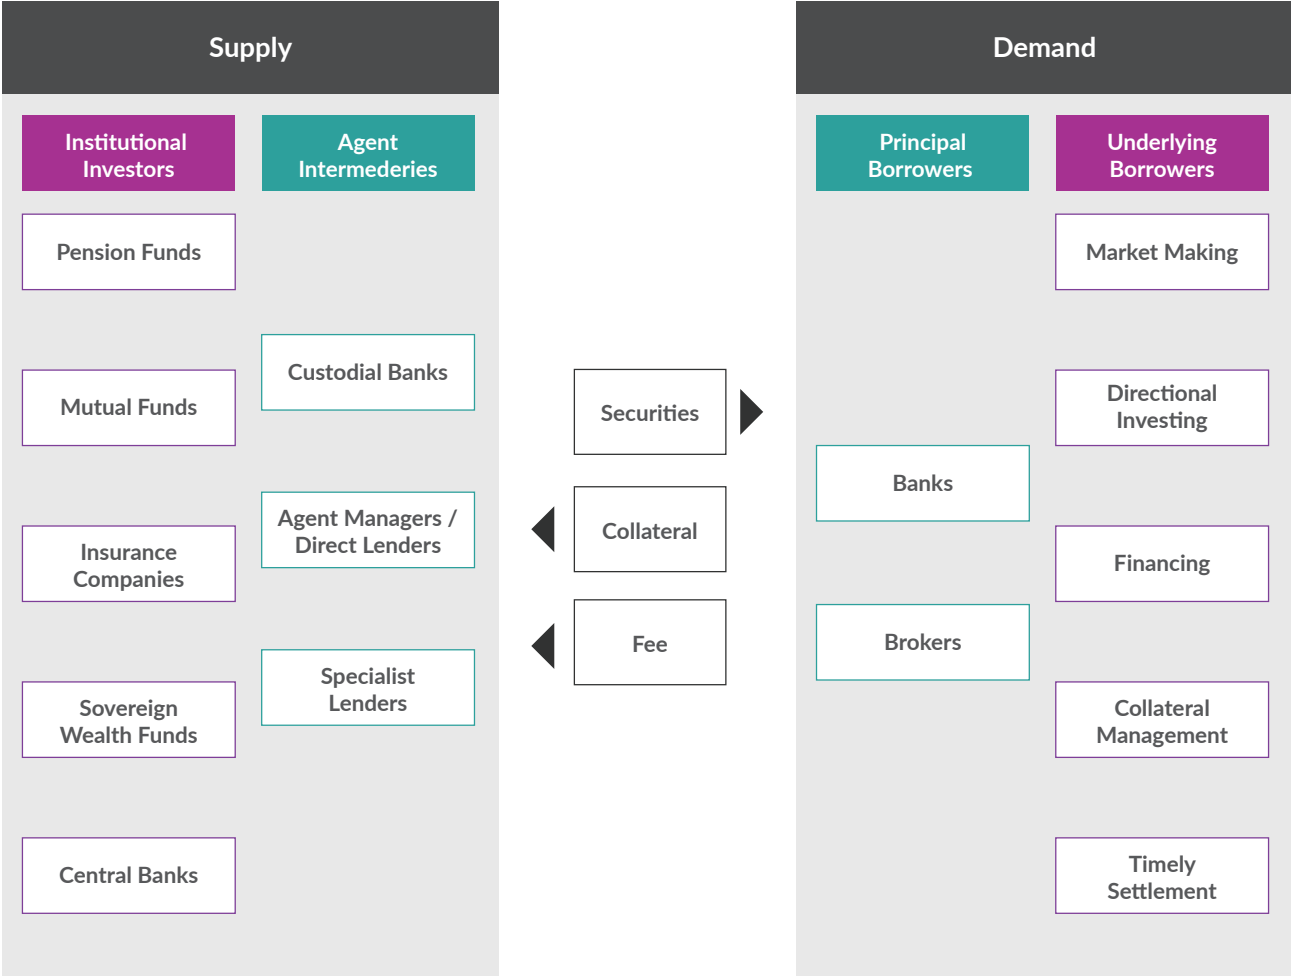 Supply
Institutional
Investors
Agent
Intermederies
Pension Funds
Custodial Banks
Mutual Funds
Agent Managers /
Direct Lenders
Insurance
Companies
Specialist
Lenders
Sovereign
Wealth Funds
Central Banks
Securities
Collateral
Fee
Demand
Principal
Borrowers
Underlying
Borrowers
Market Making
Directional
Investing
Banks
Financing
Brokers
Collateral
Management
Timely
Settlement